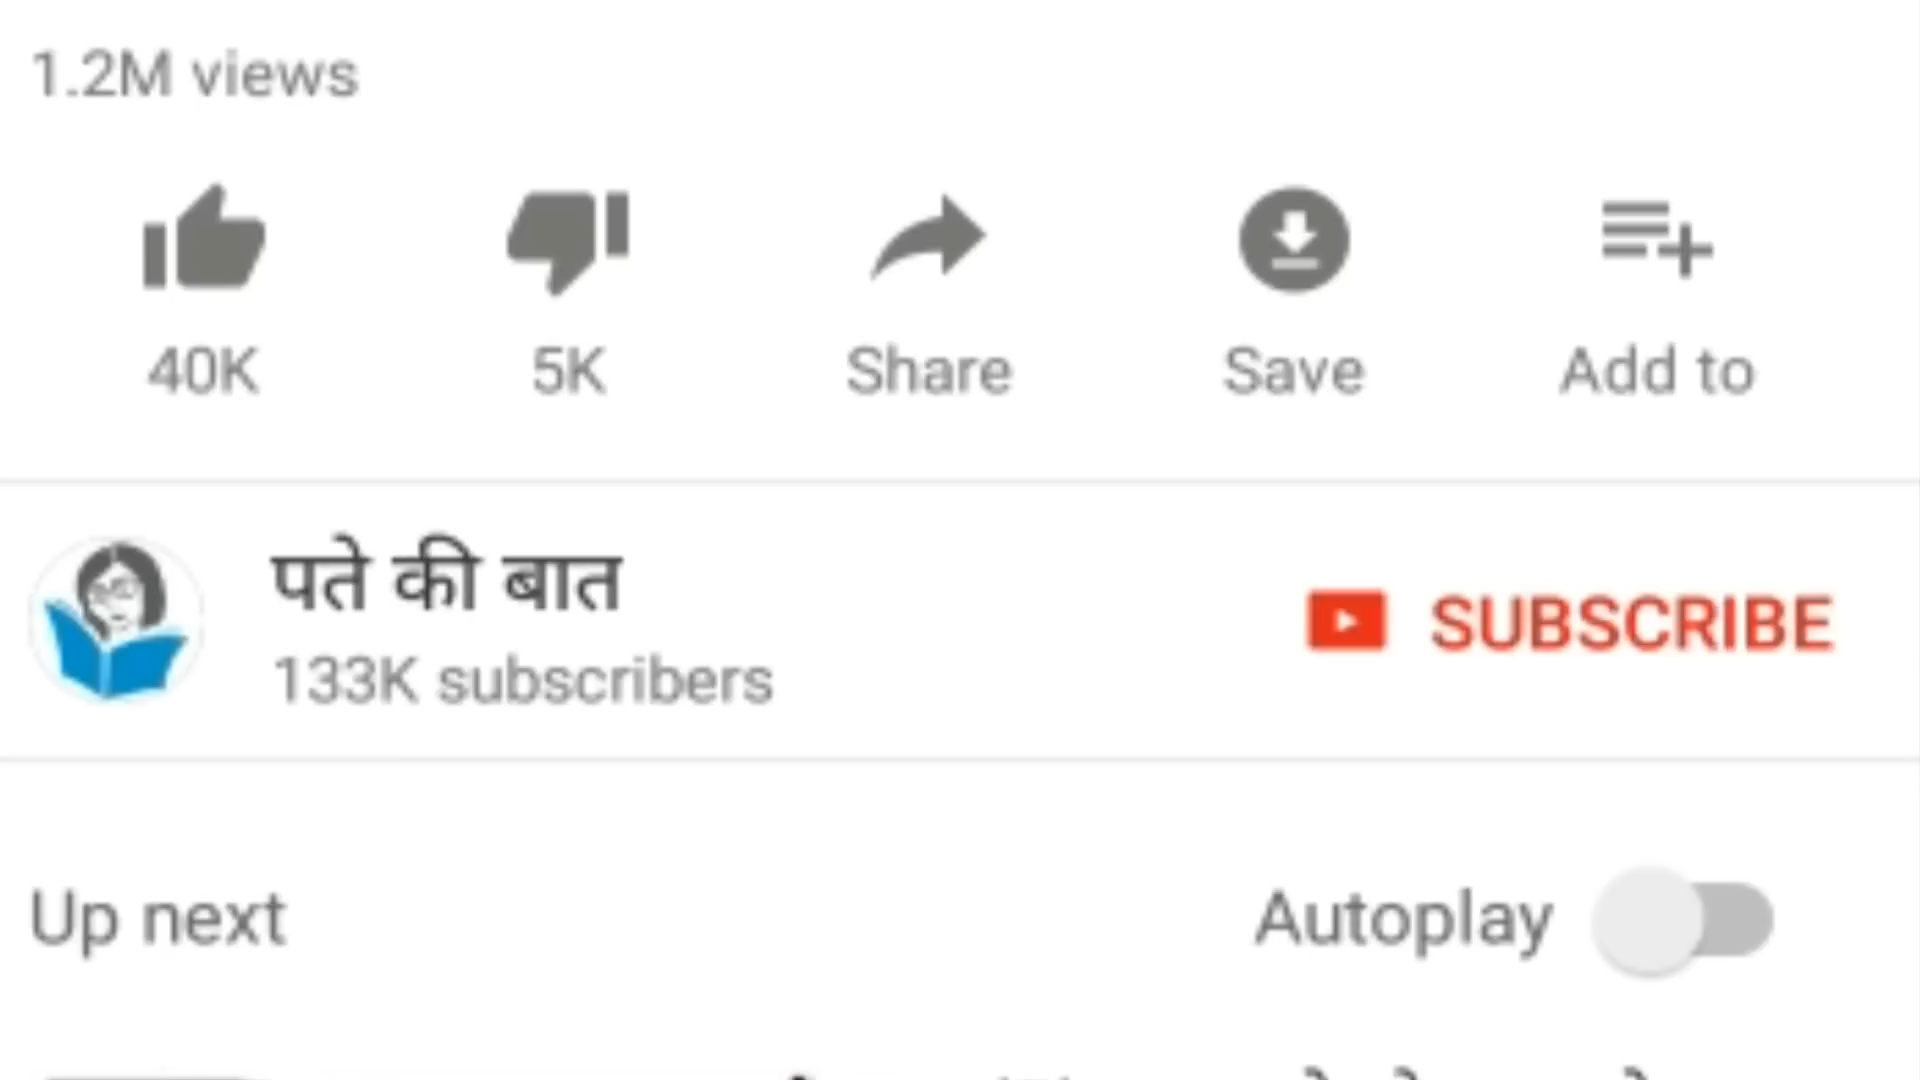 1.2M views
40K 5K Share Save Add to
पते की बात
133K subscribers
SUBSCRIBE
Up next Autoplay